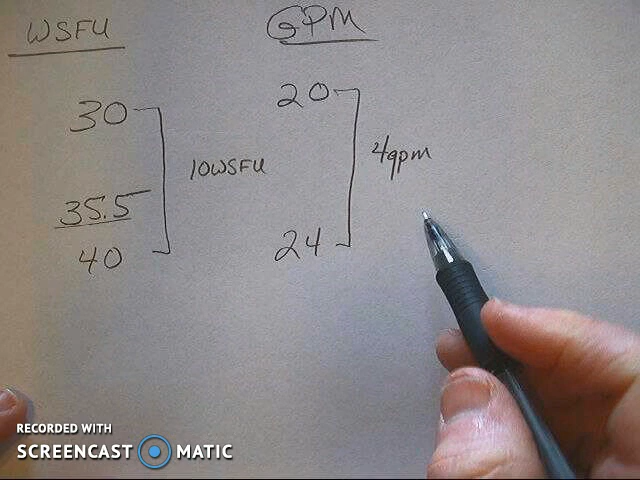 WSFU GPM
30 20
10WSFU 4gpm
35.5
40 24
RECORDED WITH
SCREENCAST MATIC